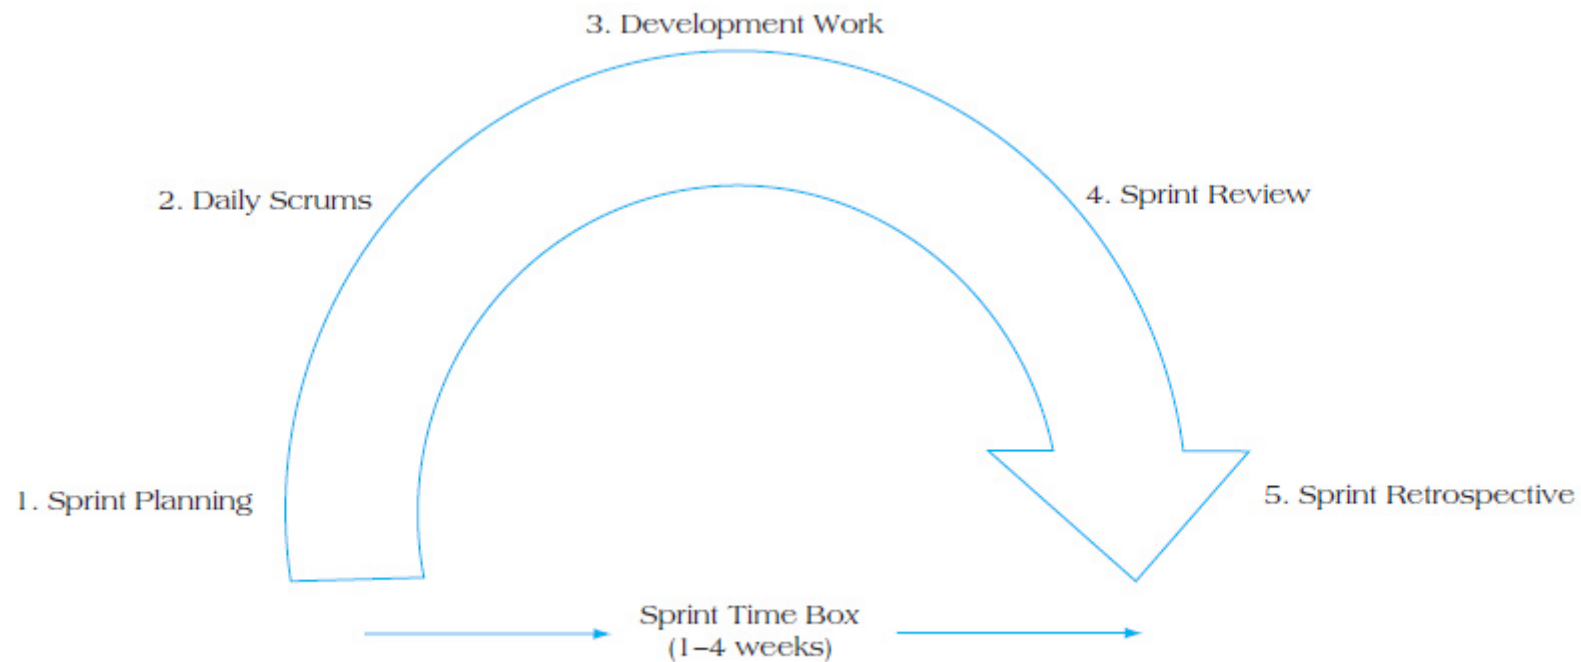 3. Development Work
2. Daily Scrums
4. Sprint Review
1. Sprint Planning
5. Sprint Retrospective
Sprint Time Box
(1–4 weeks)